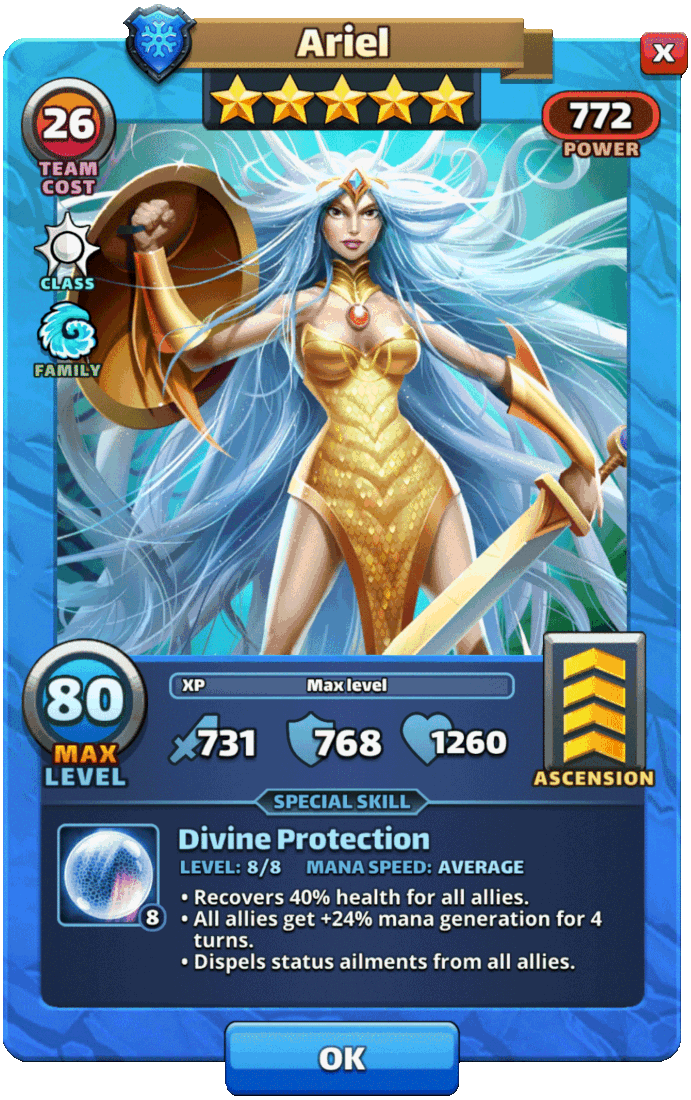 Ariel
X
26
TEAM
COST
772
POWER
CLASS
FAMILY
80
MAX
LEVEL
XP Max level
731 768 1260
ASCENSION
SPECIAL SKILL
Divine Protection
LEVEL: 8/8 MANA SPEED: AVERAGE
8
• Recovers 40% health for all allies.
• All allies get +24% mana generation for 4
turns.
• Dispels status ailments from all allies.
OK